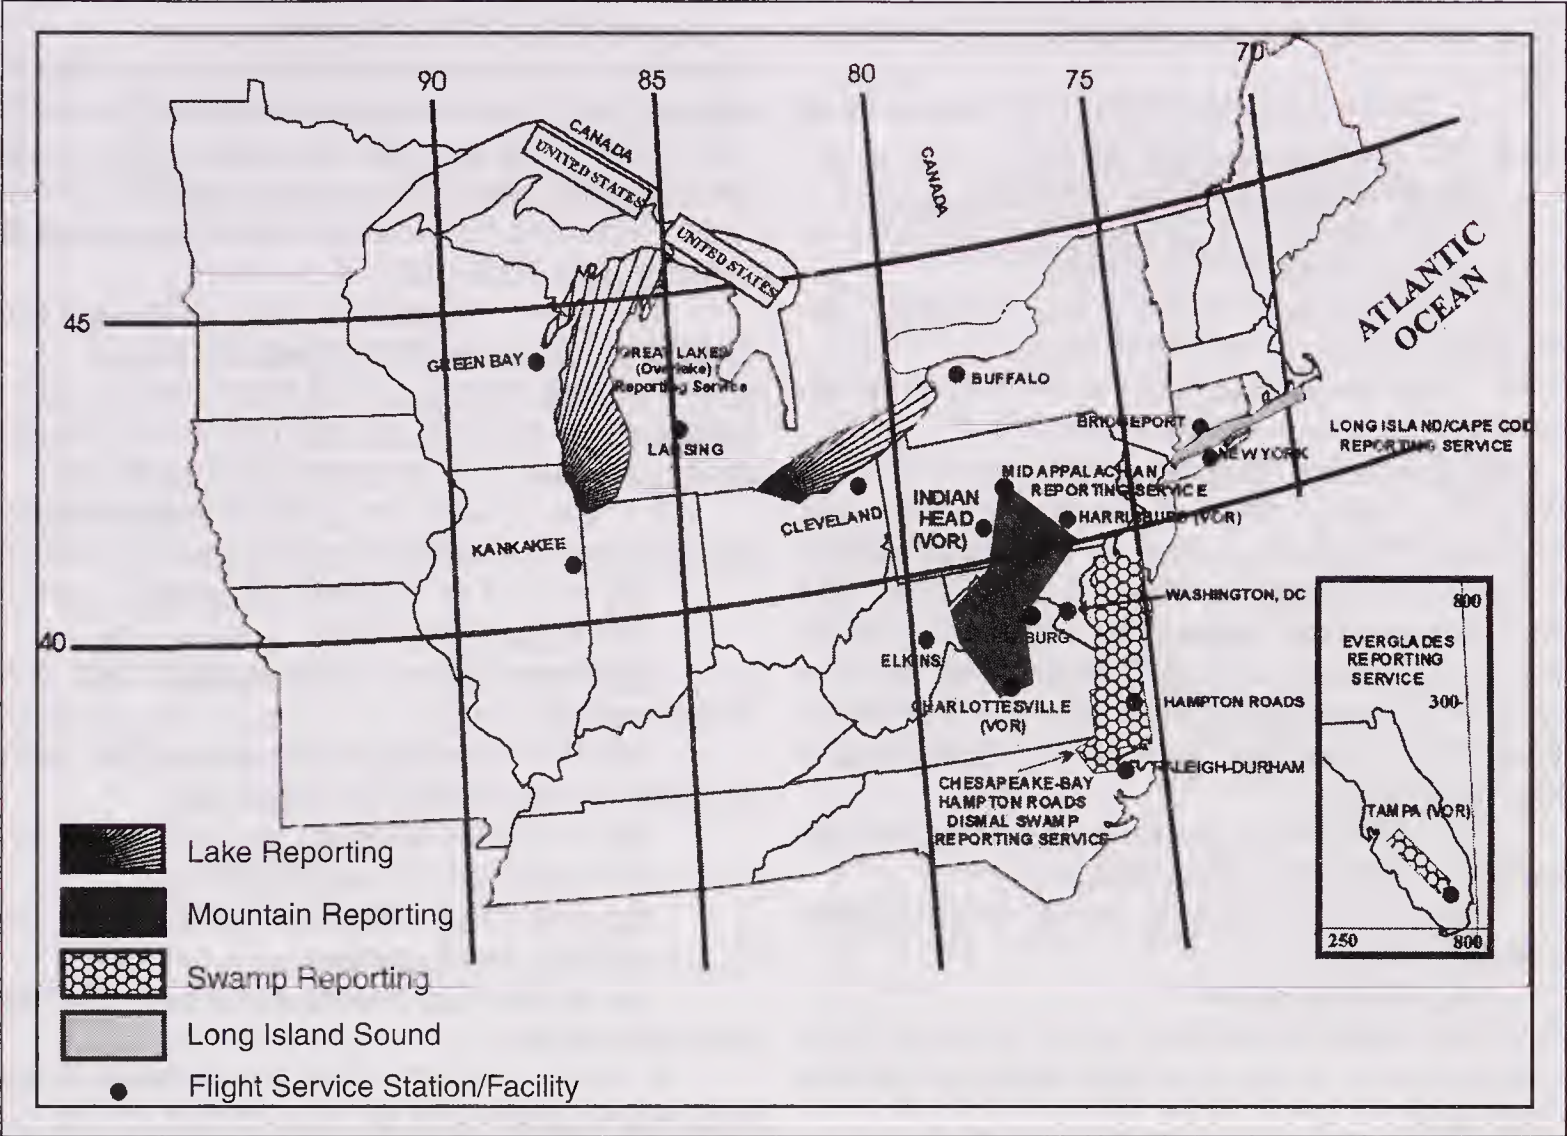 90
85
80
75
70
CANADA
UNITED STATES
CANADA
UNITED STATES
ATLANTIC
OCEAN
45
GREEN BAY
GREAT LAKES
(Overlake)
Reporting Service
LANSING
BUFFALO
BRIDGEPORT
NEW YORK
LONG ISLAND/CAPE COD
REPORTING SERVICE
MID APPALACHIAN
REPORTING SERVICE
INDIAN
HEAD
(VOR)
HARRISBURG (VOR)
CLEVELAND
KANKAKEE
40
WASHINGTON, DC
BURG
ELKINS
CHARLOTTESVILLE
(VOR)
HAMPTON ROADS
RALEIGH-DURHAM
CHESAPEAKE-BAY
HAMPTON ROADS
DISMAL SWAMP
REPORTING SERVICE
800
EVERGLADES
REPORTING
SERVICE
300
TAMPA (VOR)
250
800
Lake Reporting
Mountain Reporting
Swamp Reporting
Long Island Sound
Flight Service Station/Facility